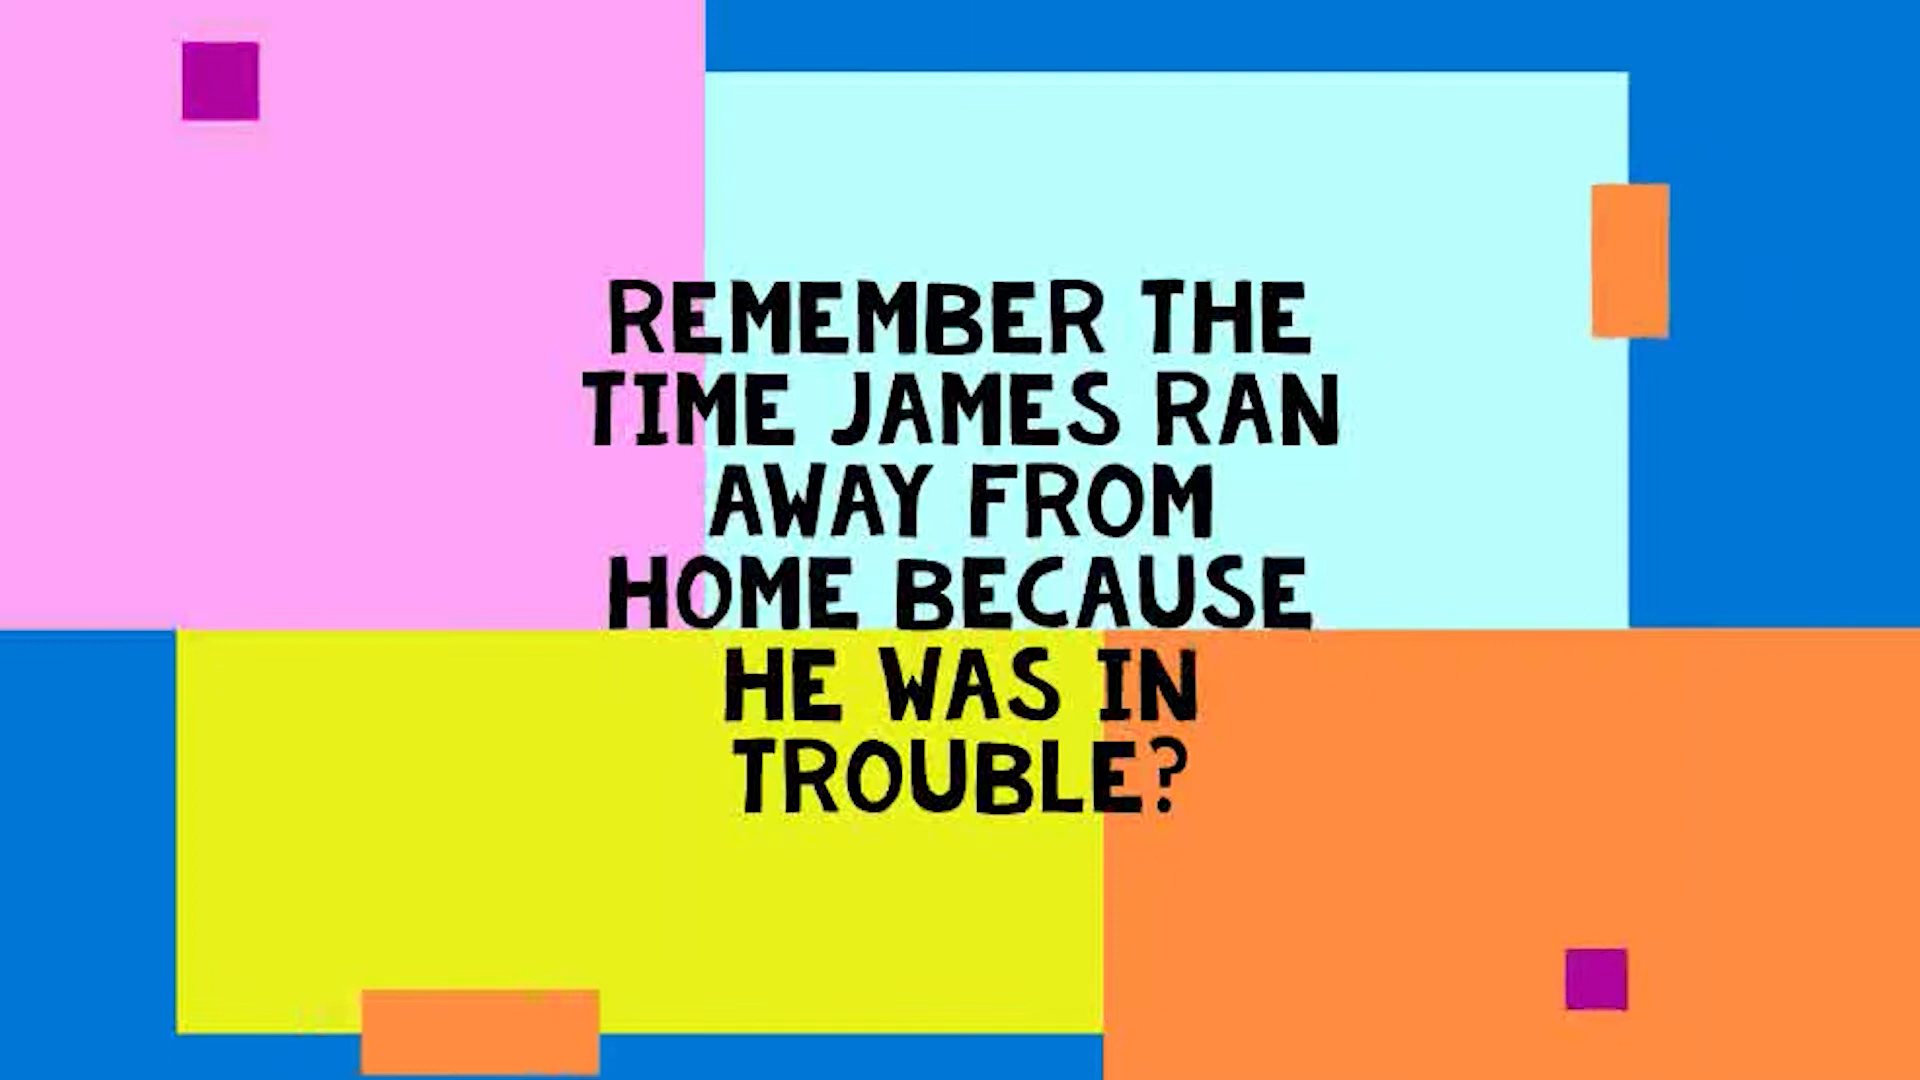 REMEMBER THE
TIME JAMES RAN
AWAY FROM
HOME BECAUSE
HE WAS IN
TROUBLE?